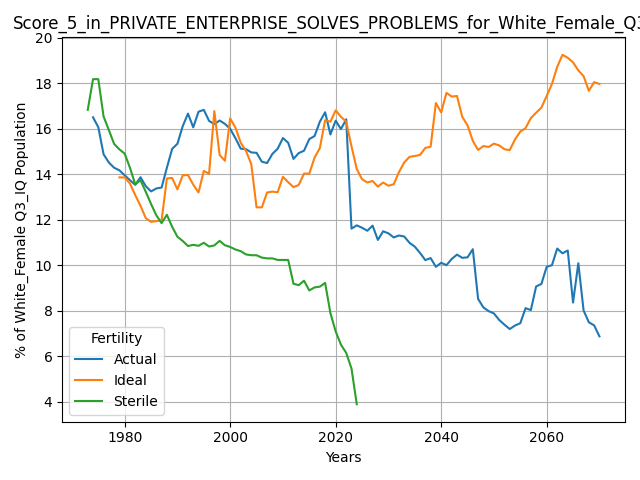 Score_5_in_PRIVATE_ENTERPRISE_SOLVES_PROBLEMS_for_White_Female_Q3
% of White_Female Q3_IQ Population
20
18
16
14
12
10
8
6
4
Fertility
Actual
Ideal
Sterile
1980 2000 2020 2040 2060
Years